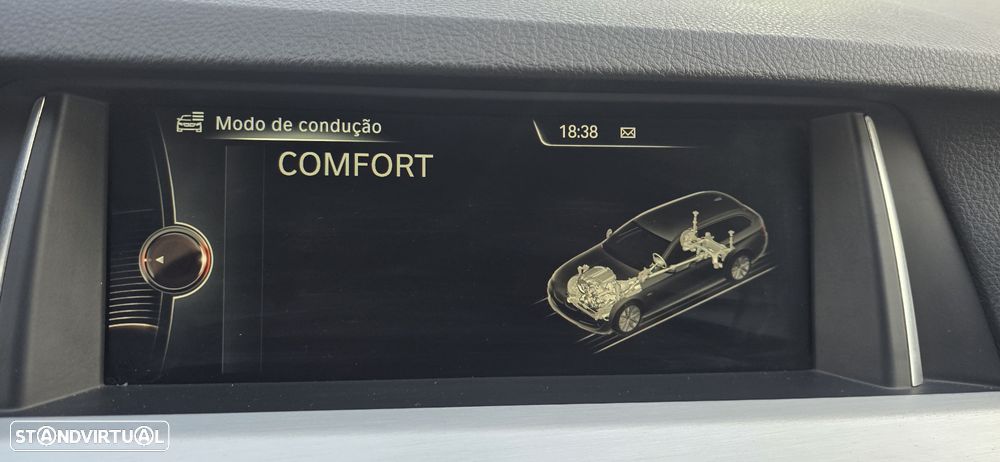 Modo de condução
18:38
COMFORT
STANDVIRTUAL